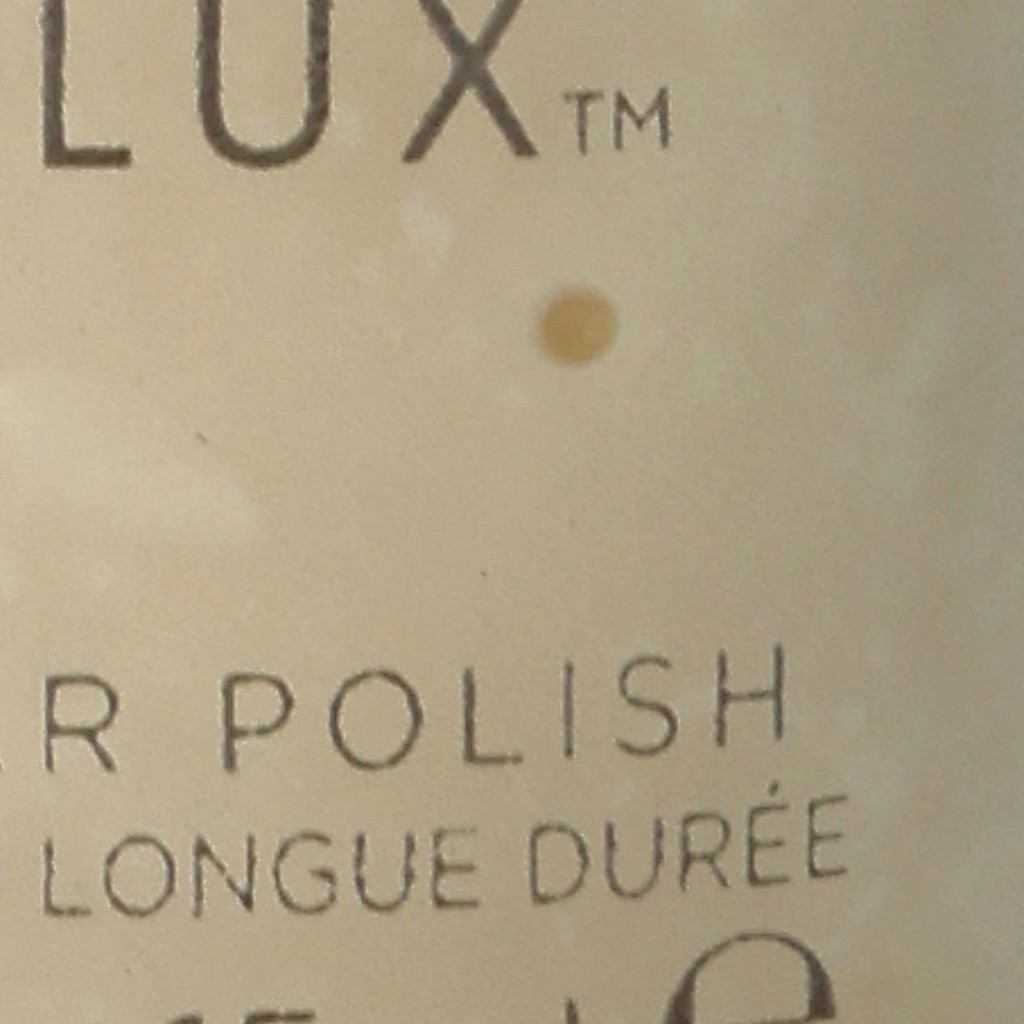 LUX™
R POLISH
LONGUE DURÉE
e